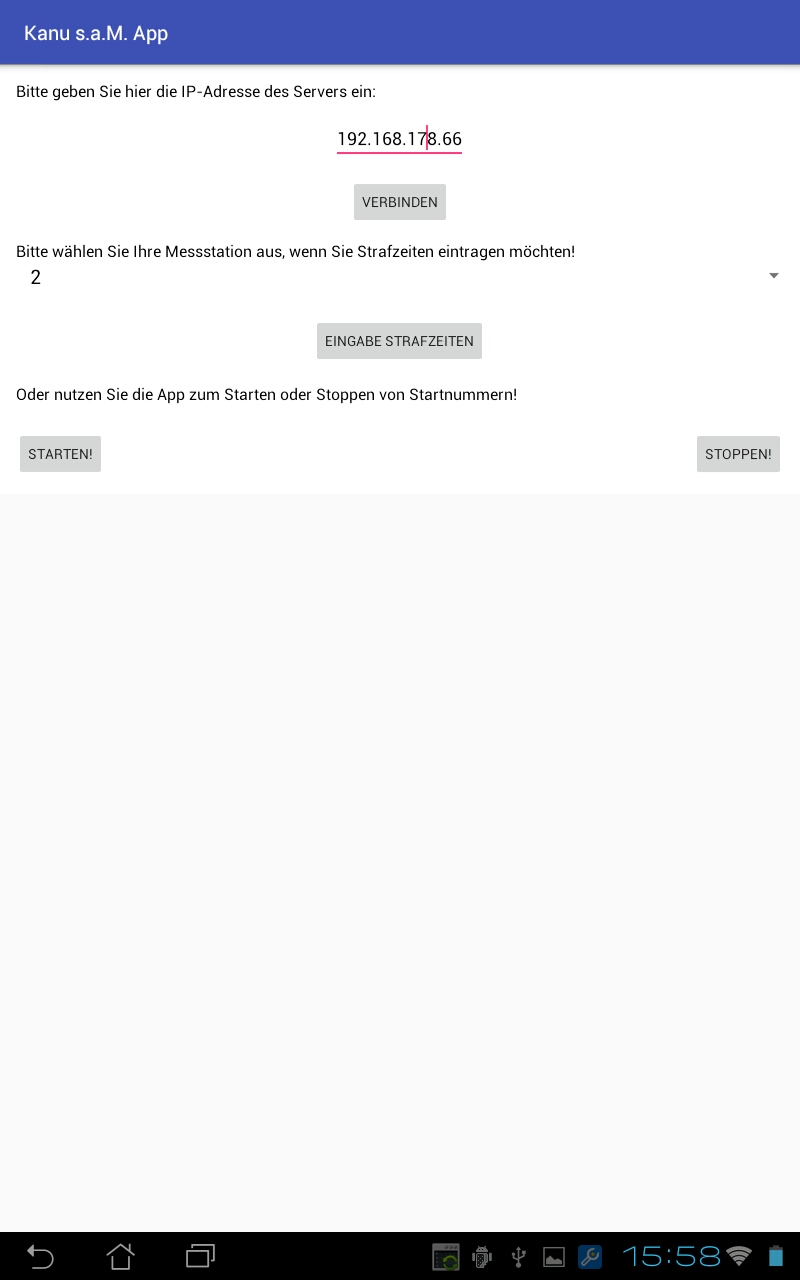 Kanu s.a.M. App
Bitte geben Sie hier die IP-Adresse des Servers ein:
192.168.178.66
VERBINDEN
Bitte wählen Sie Ihre Messstation aus, wenn Sie Strafzeiten eintragen möchten!
2
EINGABE STRAFZEITEN
Oder nutzen Sie die App zum Starten oder Stoppen von Startnummern!
STARTEN! STOPPEN!
15:58